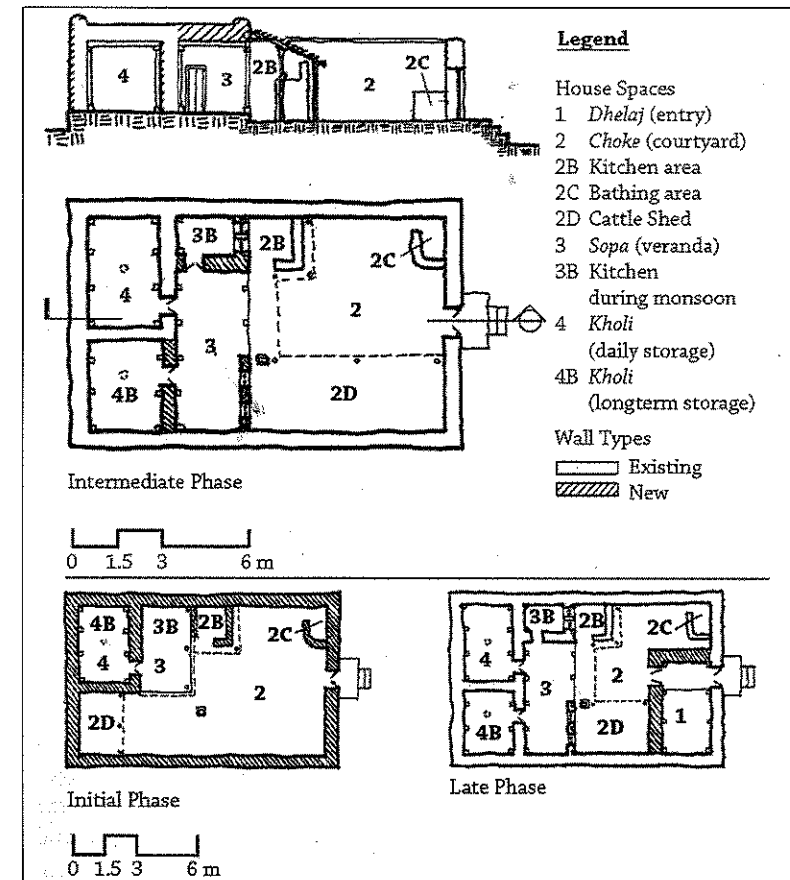 4
3
2B
2
2C
Legend
House Spaces
1 Dhelaj (entry)
2 Choke (courtyard)
2B Kitchen area
2C Bathing area
2D Cattle Shed
3 Sopa (veranda)
3B Kitchen
during monsoon
4 Kholi
(daily storage)
4B Kholi
(longterm storage)
Wall Types
Existing
New
3B
2B
2C
4
2
3
4B
2D
Intermediate Phase
0 1.5 3 6 m
4B
3B
2B
2C
4
3
2
2D
Initial Phase
0 1.5 3 6 m
3B
2B
2C
4
2
3
4B
2D
1
Late Phase